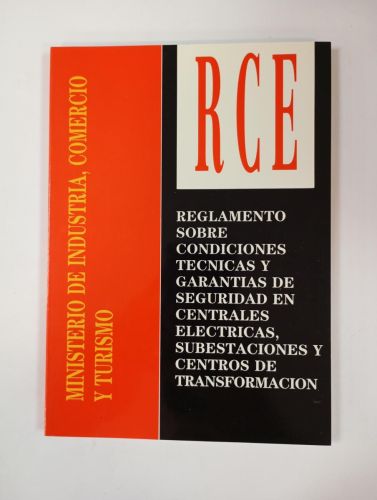 MINISTERIO DE INDUSTRIA, COMERCIO
Y TURISMO
RCE
REGLAMENTO
SOBRE
CONDICIONES
TECNICAS Y
GARANTIAS DE
SEGURIDAD EN
CENTRALES
ELECTRICAS,
SUBESTACIONES Y
CENTROS DE
TRANSFORMACION